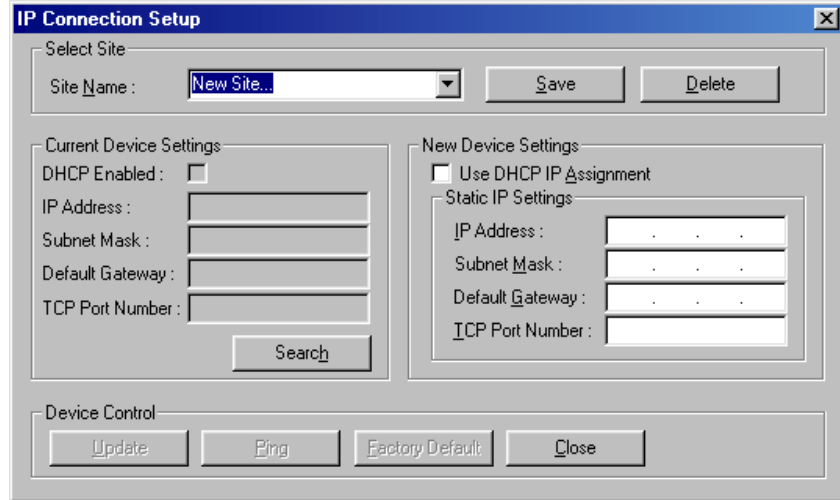 IP Connection Setup
Select Site
Site Name :
New Site...
Save
Delete
Current Device Settings
DHCP Enabled :
IP Address :
Subnet Mask :
Default Gateway :
TCP Port Number :
Search
New Device Settings
Use DHCP IP Assignment
Static IP Settings
IP Address :
. . .
Subnet Mask :
. . .
Default Gateway :
. . .
TCP Port Number :
Device Control
Update
Ping
Factory Default
Close